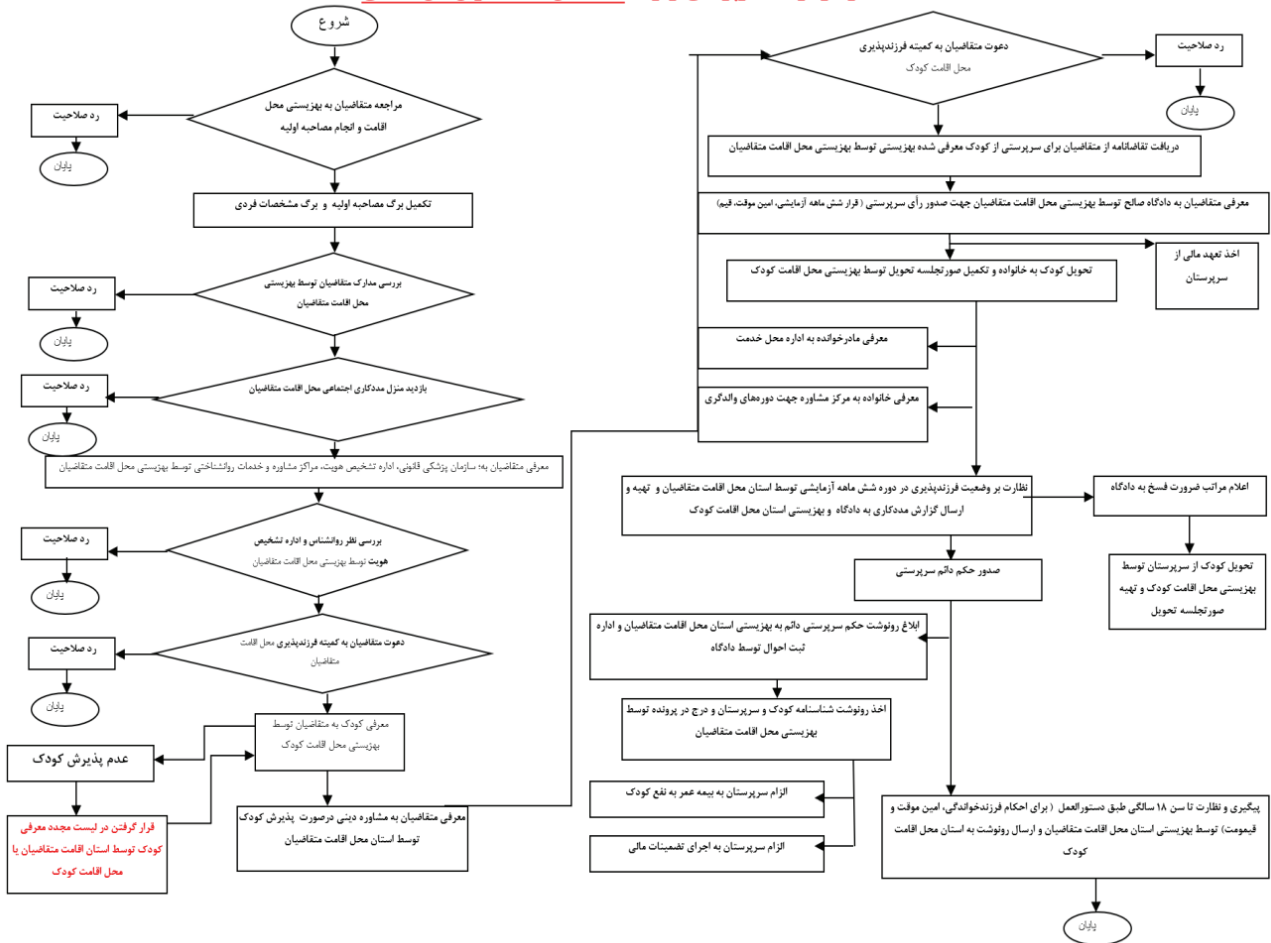 شروع
مراجعه متقاضیان به بهزیستی محل
اقامت و انجام مصاحبه اولیه
رد صلاحیت
پایان
تکمیل برگ مصاحبه اولیه و برگ مشخصات فردی
بررسی مدارک متقاضیان توسط بهزیستی
محل اقامت متقاضیان
رد صلاحیت
پایان
بازدید منزل مددکاری اجتماعی محل اقامت متقاضیان
رد صلاحیت
پایان
معرفی متقاضیان به؛ سازمان پزشکی قانونی، اداره تشخیص هویت، مراکز مشاوره و خدمات روانشناختی توسط بهزیستی محل اقامت متقاضیان
بررسی نظر روانشناس و اداره تشخیص
هویت توسط بهزیستی محل اقامت متقاضیان
رد صلاحیت
پایان
دعوت متقاضیان به کمیته فرزندپذیری محل اقامت
متقاضیان
رد صلاحیت
پایان
معرفی کودک به متقاضیان توسط
بهزیستی محل اقامت کودک
عدم پذیرش کودک
قرار گرفتن در لیست مجدد معرفی
کودک توسط استان اقامت متقاضیان یا
محل اقامت کودک
معرفی متقاضیان به مشاوره دینی درصورت پذیرش کودک
توسط استان محل اقامت متقاضیان
دعوت متقاضیان به کمیته فرزندپذیری
محل اقامت کودک
رد صلاحیت
پایان
دریافت تقاضانامه از متقاضیان برای سرپرستی از کودک معرفی شده بهزیستی توسط بهزیستی محل اقامت متقاضیان
معرفی متقاضیان به دادگاه صالح توسط بهزیستی محل اقامت متقاضیان جهت صدور رأی سرپرستی ( قرار شش ماهه آزمایشی، امین موقت، قیم)
اخذ تعهد مالی از
سرپرستان
تحویل کودک به خانواده و تکمیل صورتجلسه تحویل توسط بهزیستی محل اقامت کودک
معرفی مادرخوانده به اداره محل خدمت
معرفی خانواده به مرکز مشاوره جهت دوره‌های والدگری
نظارت بر وضعیت فرزندپذیری در دوره شش ماهه آزمایشی توسط استان محل اقامت متقاضیان و تهیه و
ارسال گزارش مددکاری به دادگاه و بهزیستی استان محل اقامت کودک
اعلام مراتب ضرورت فسخ به دادگاه
تحویل کودک از سرپرستان توسط
بهزیستی محل اقامت کودک و تهیه
صورتجلسه تحویل
صدور حکم دائم سرپرستی
ابلاغ رونوشت حکم سرپرستی دائم به بهزیستی استان محل اقامت متقاضیان و اداره
ثبت احوال توسط دادگاه
اخذ رونوشت شناسنامه کودک و سرپرستان و درج در پرونده توسط
بهزیستی محل اقامت متقاضیان
الزام سرپرستان به بیمه عمر به نفع کودک
الزام سرپرستان به اجرای تضمینات مالی
پیگیری و نظارت تا سن ۱۸ سالگی طبق دستورالعمل ( برای احکام فرزندخواندگی، امین موقت و
قیمومت) توسط بهزیستی استان محل اقامت متقاضیان و ارسال رونوشت به استان محل اقامت
کودک
پایان